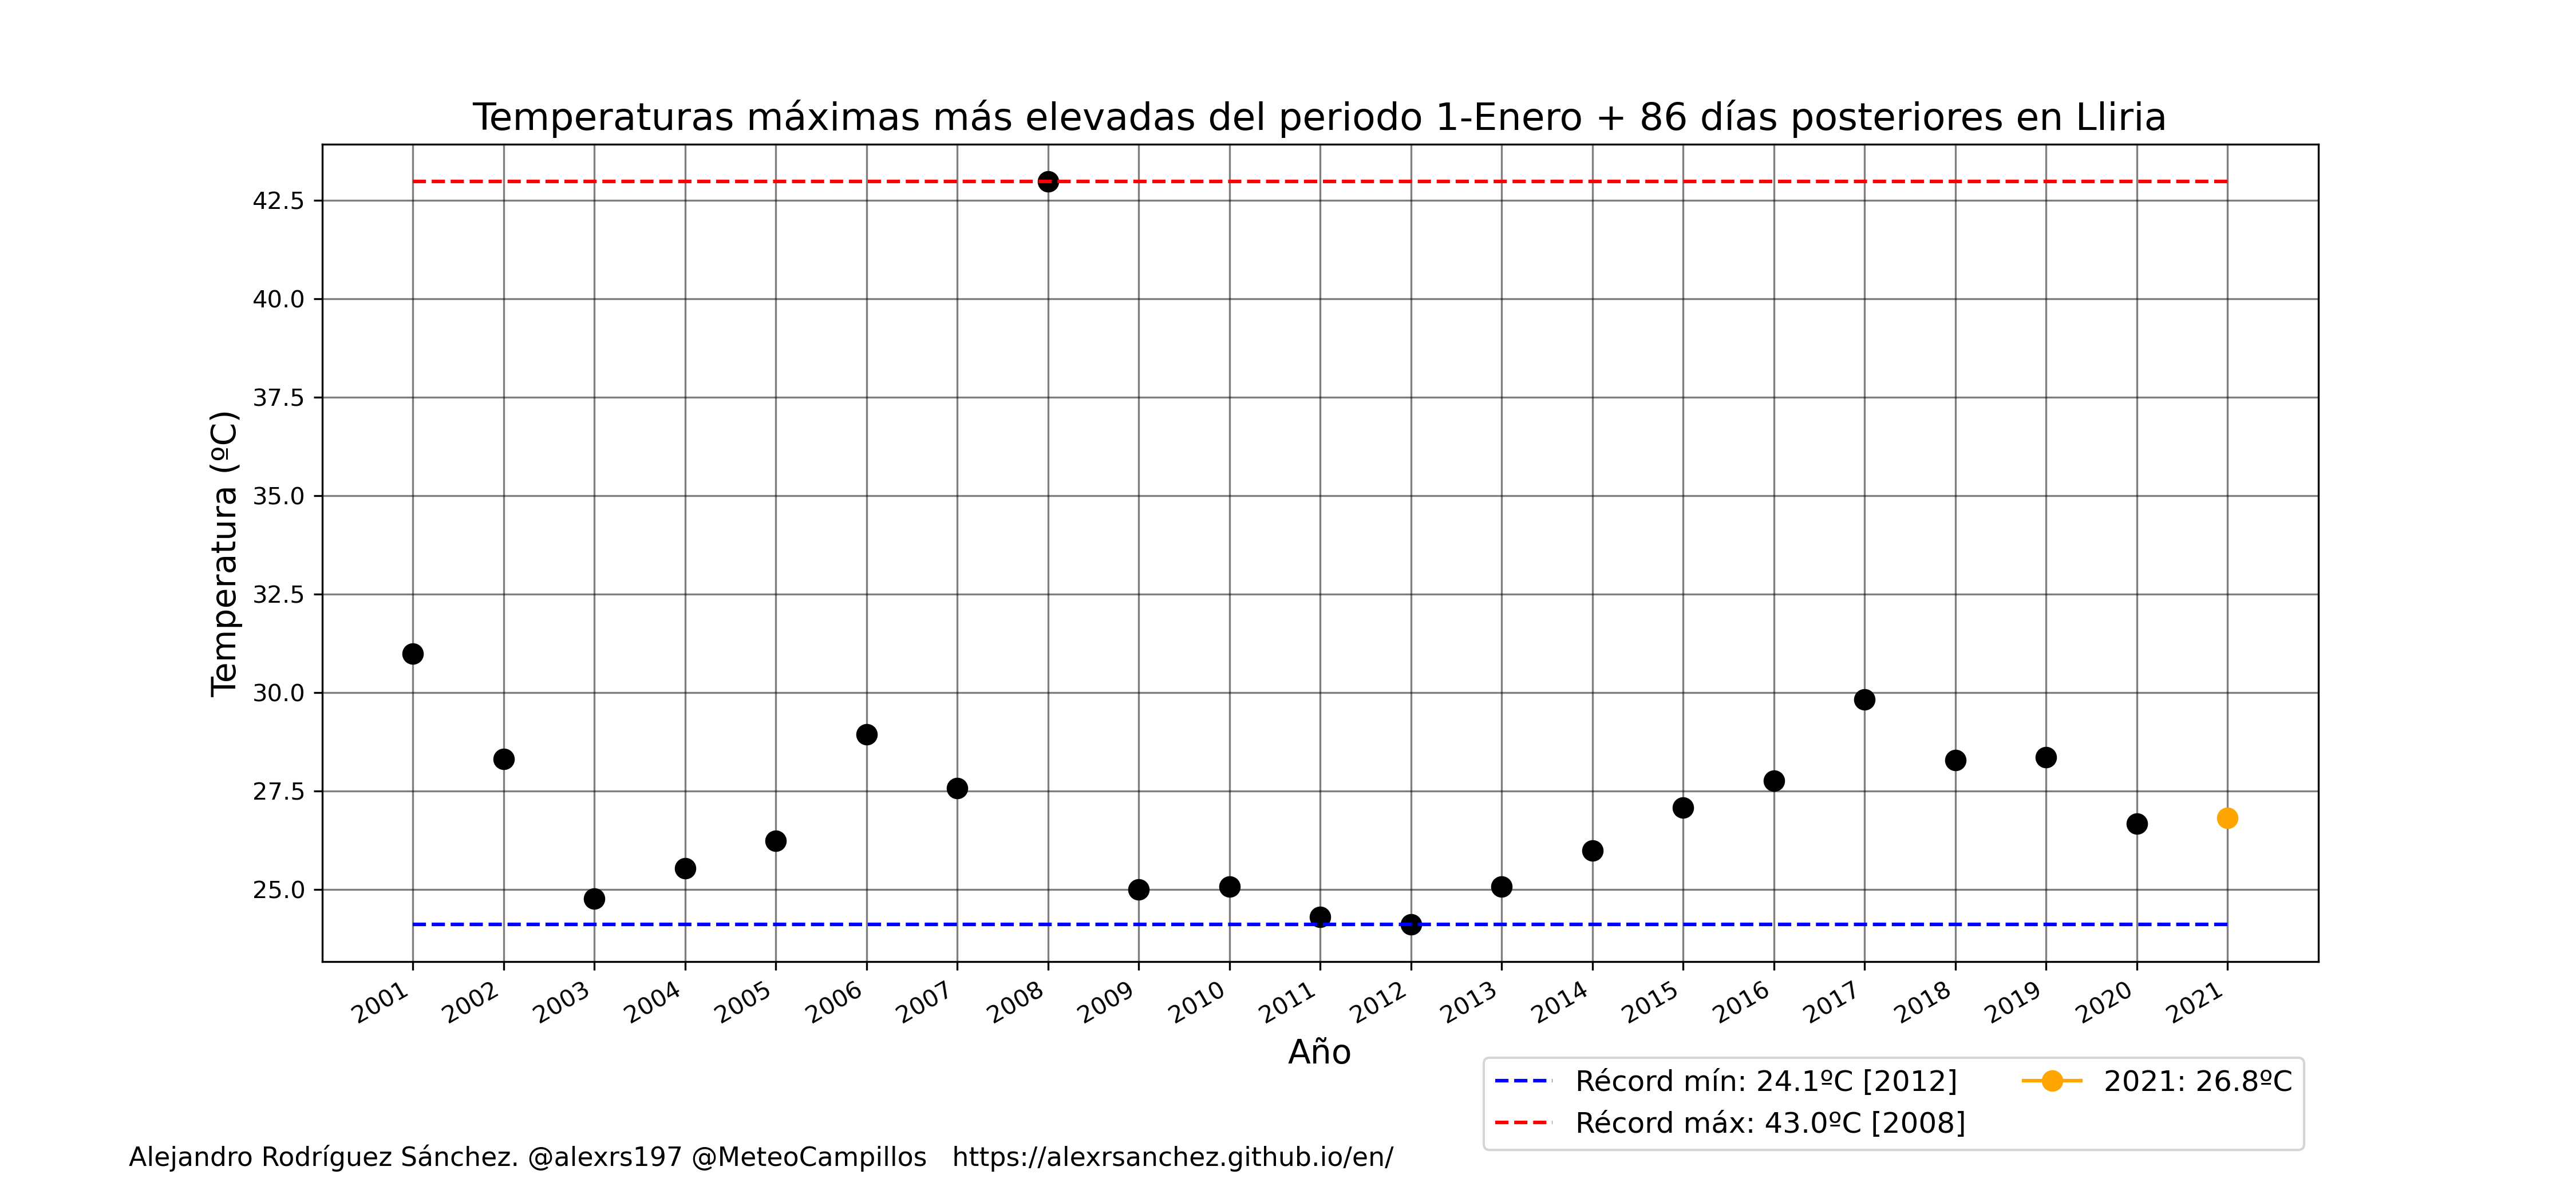 Temperaturas máximas más elevadas del periodo 1-Enero + 86 días posteriores en Lliria
Temperatura (ºC)
42.5
40.0
37.5
35.0
32.5
30.0
27.5
25.0
2001 2002 2003 2004 2005 2006 2007 2008 2009 2010 2011 2012 2013 2014 2015 2016 2017 2018 2019 2020 2021
Año
Récord mín: 24.1ºC [2012]
Récord máx: 43.0ºC [2008]
2021: 26.8ºC
Alejandro Rodríguez Sánchez. @alexrs197 @MeteoCampillos https://alexrsanchez.github.io/en/